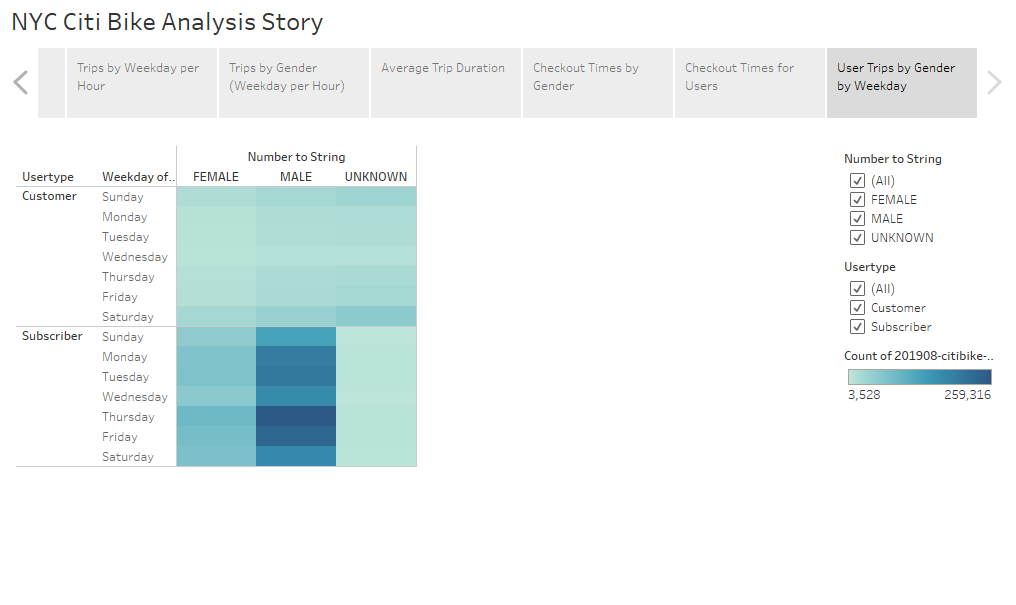 NYC Citi Bike Analysis Story
Trips by Weekday per
Hour
Trips by Gender
(Weekday per Hour)
Average Trip Duration
Checkout Times by
Gender
Checkout Times for
Users
User Trips by Gender
by Weekday
Number to String
Usertype Weekday of.. FEMALE MALE UNKNOWN
Customer Sunday
Monday
Tuesday
Wednesday
Thursday
Friday
Saturday
Subscriber Sunday
Monday
Tuesday
Wednesday
Thursday
Friday
Saturday
Number to String
(All)
FEMALE
MALE
UNKNOWN
Usertype
(All)
Customer
Subscriber
Count of 201908-citibike-..
3,528 259,316